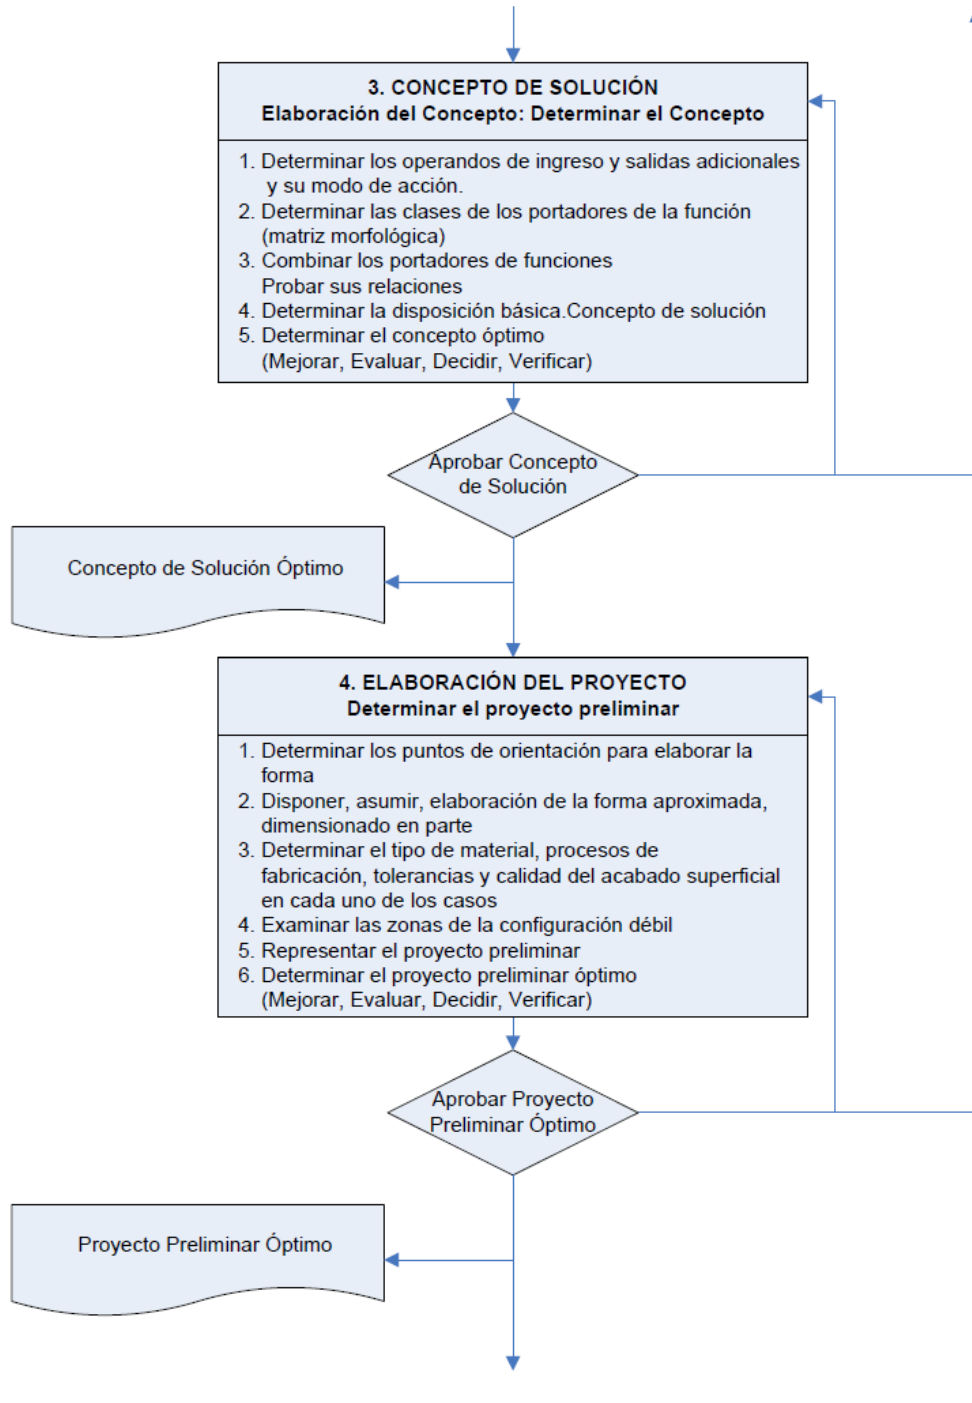 3. CONCEPTO DE SOLUCIÓN
Elaboración del Concepto: Determinar el Concepto
1. Determinar los operandos de ingreso y salidas adicionales
y su modo de acción.
2. Determinar las clases de los portadores de la función
(matriz morfológica)
3. Combinar los portadores de funciones
Probar sus relaciones
4. Determinar la disposición básica.Concepto de solución
5. Determinar el concepto óptimo
(Mejorar, Evaluar, Decidir, Verificar)
Aprobar Concepto
de Solución
Concepto de Solución Óptimo
4. ELABORACIÓN DEL PROYECTO
Determinar el proyecto preliminar
1. Determinar los puntos de orientación para elaborar la
forma
2. Disponer, asumir, elaboración de la forma aproximada,
dimensionado en parte
3. Determinar el tipo de material, procesos de
fabricación, tolerancias y calidad del acabado superficial
en cada uno de los casos
4. Examinar las zonas de la configuración débil
5. Representar el proyecto preliminar
6. Determinar el proyecto preliminar óptimo
(Mejorar, Evaluar, Decidir, Verificar)
Aprobar Proyecto
Preliminar Óptimo
Proyecto Preliminar Óptimo